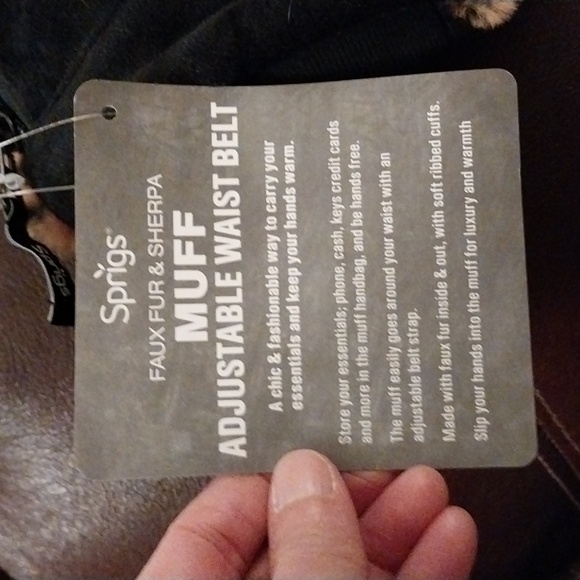 Sprigs®
FAUX FUR & SHERPA
MUFF
ADJUSTABLE WAIST BELT
A chic & fashionable way to carry your
essentials and keep your hands warm.
Store your essentials; phone, cash, keys credit cards
and more in the muff handbag, and be hands free.
The muff easily goes around your waist with an
adjustable belt strap.
Made with faux fur inside & out, with soft ribbed cuffs.
Slip your hands into the muff for luxury and warmth
Sprigs